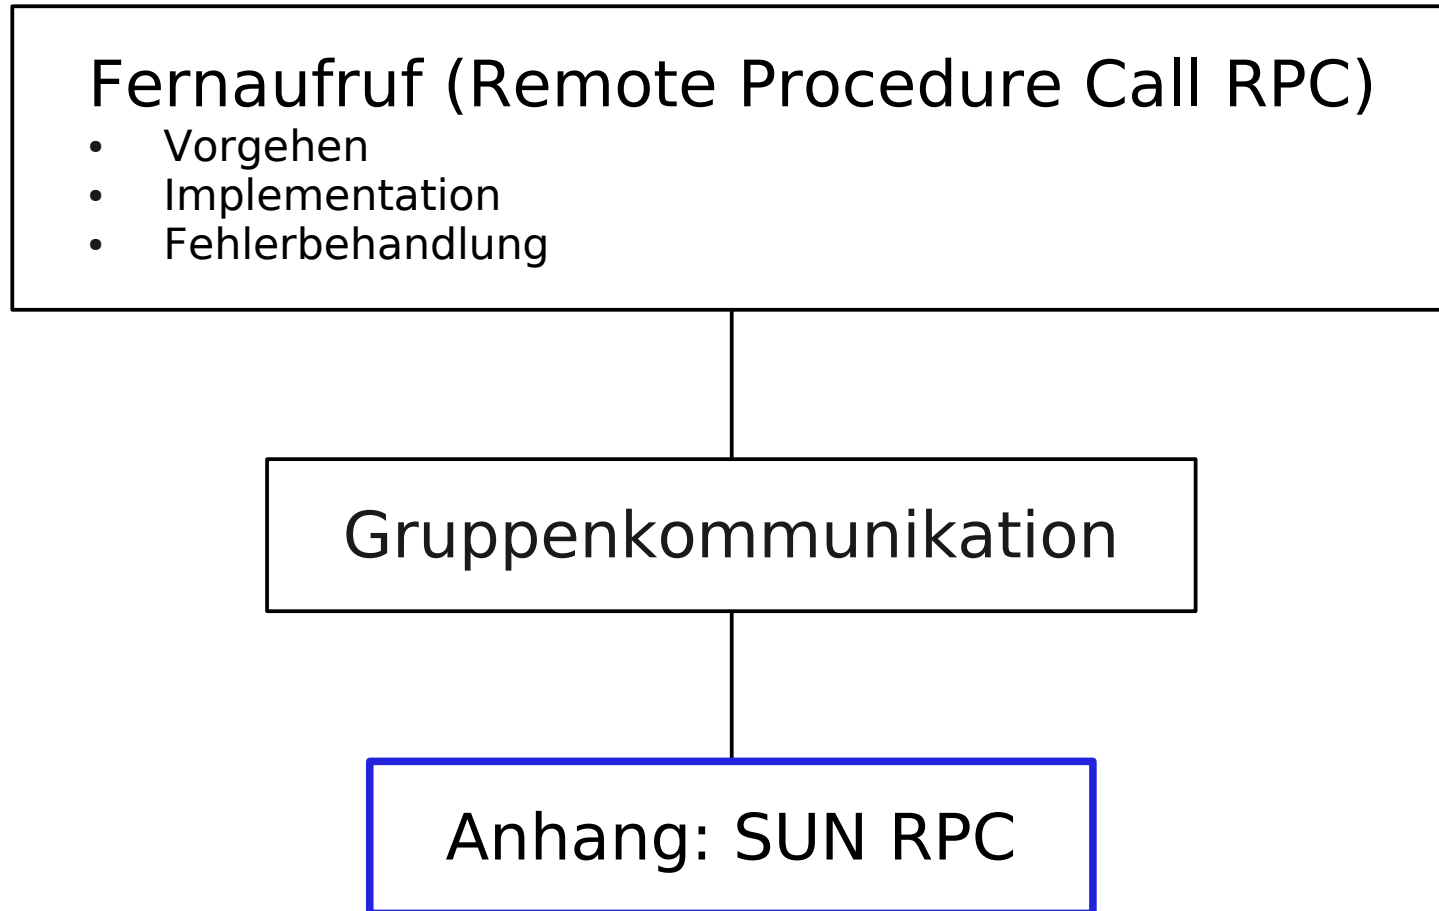 Fernaufruf (Remote Procedure Call RPC)
• Vorgehen
• Implementation
• Fehlerbehandlung
Gruppenkommunikation
Anhang: SUN RPC